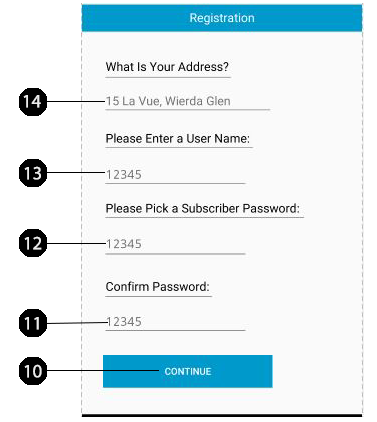 Registration
What Is Your Address?
14
15 La Vue, Wierda Glen
Please Enter a User Name:
13
12345
Please Pick a Subscriber Password:
12
12345
Confirm Password:
11
12345
10
CONTINUE